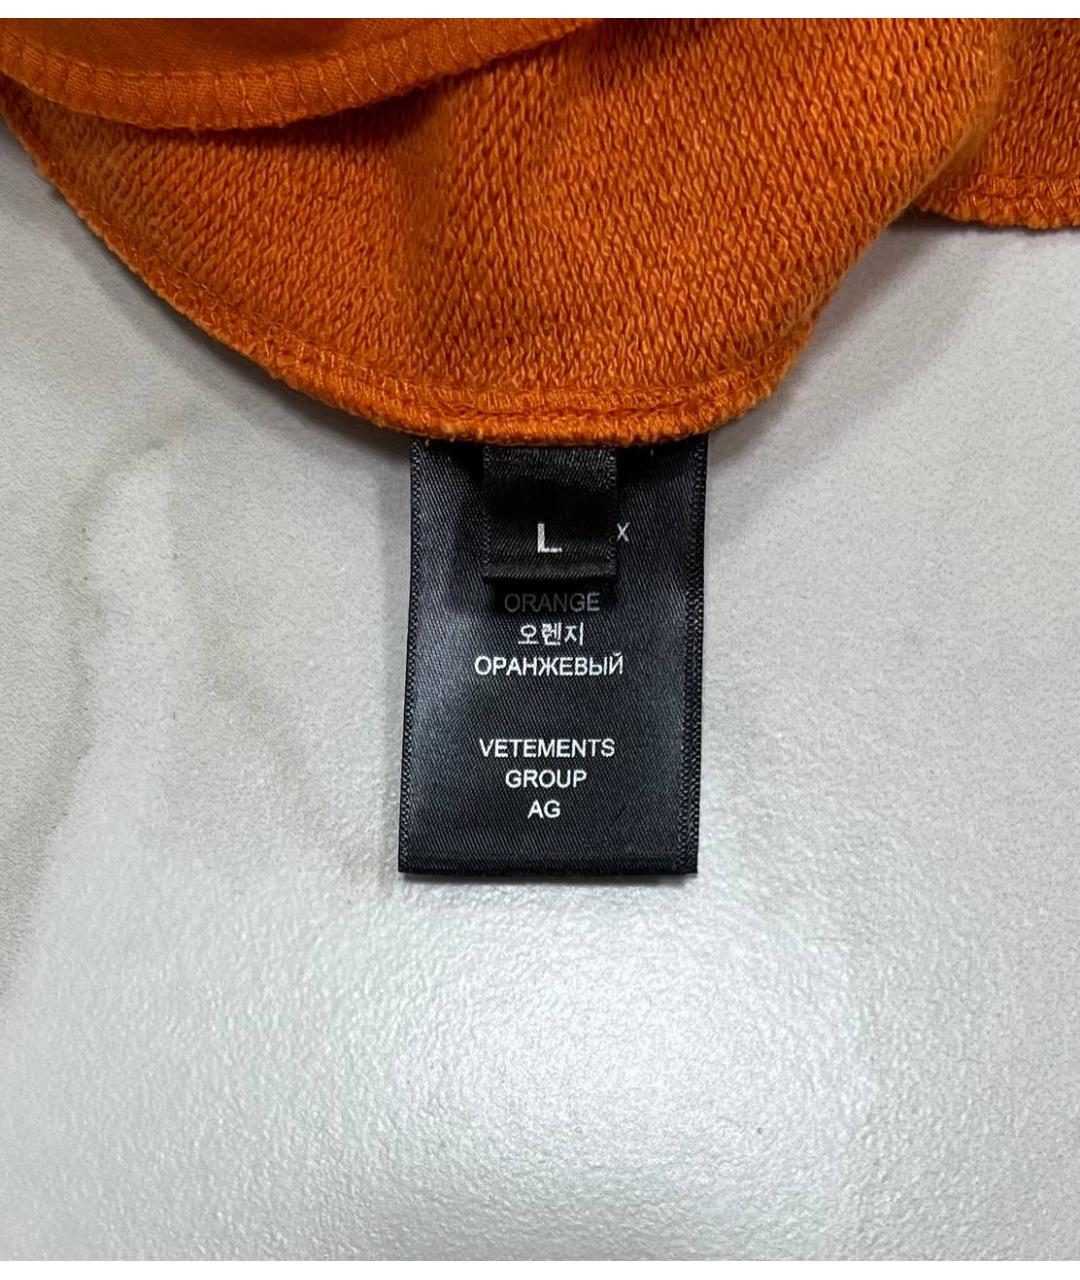 L
X
ORANGE
오렌지
ОРАНЖЕВЫЙ
VETEMENTS
GROUP
AG